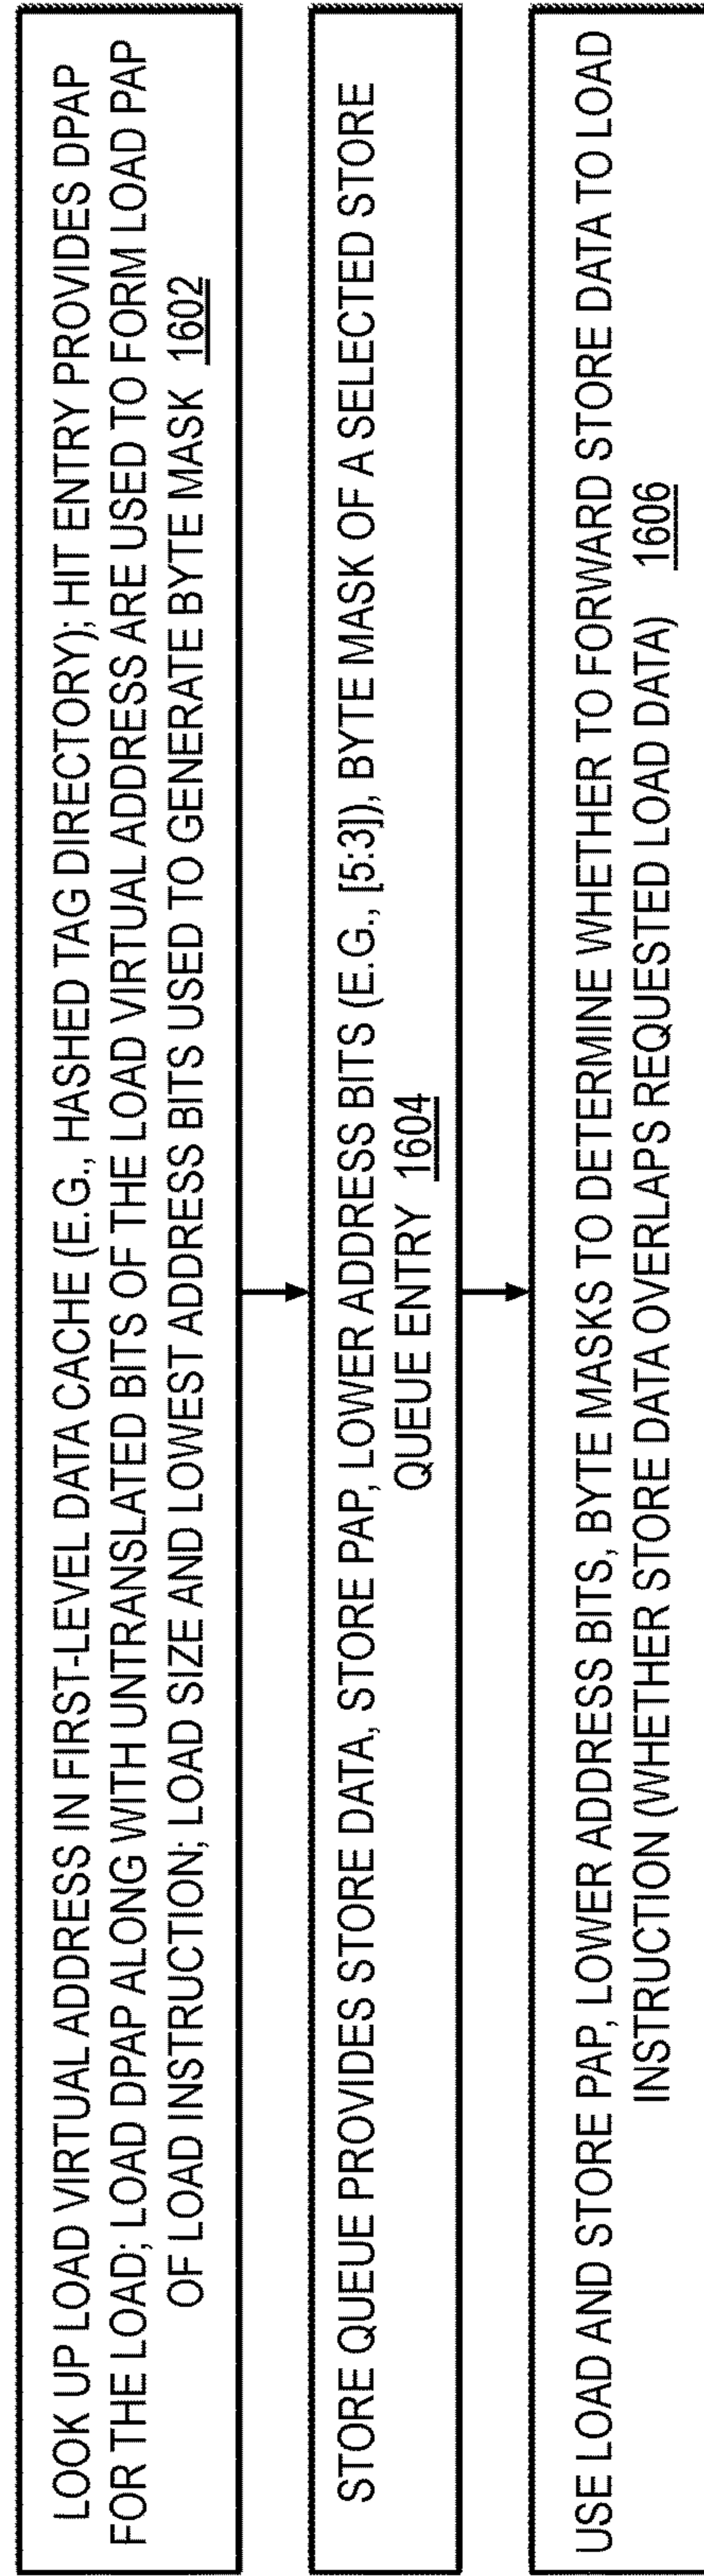 LOOK UP LOAD VIRTUAL ADDRESS IN FIRST-LEVEL DATA CACHE (E.G., HASHED TAG DIRECTORY); HIT ENTRY PROVIDES DPAP
FOR THE LOAD; LOAD DPAP ALONG WITH UNTRANSLATED BITS OF THE LOAD VIRTUAL ADDRESS ARE USED TO FORM LOAD PAP
OF LOAD INSTRUCTION; LOAD SIZE AND LOWEST ADDRESS BITS USED TO GENERATE BYTE MASK 1602
STORE QUEUE PROVIDES STORE DATA, STORE PAP, LOWER ADDRESS BITS (E.G., [5:3]), BYTE MASK OF A SELECTED STORE
QUEUE ENTRY 1604
USE LOAD AND STORE PAP, LOWER ADDRESS BITS, BYTE MASKS TO DETERMINE WHETHER TO FORWARD STORE DATA TO LOAD
INSTRUCTION (WHETHER STORE DATA OVERLAPS REQUESTED LOAD DATA) 1606